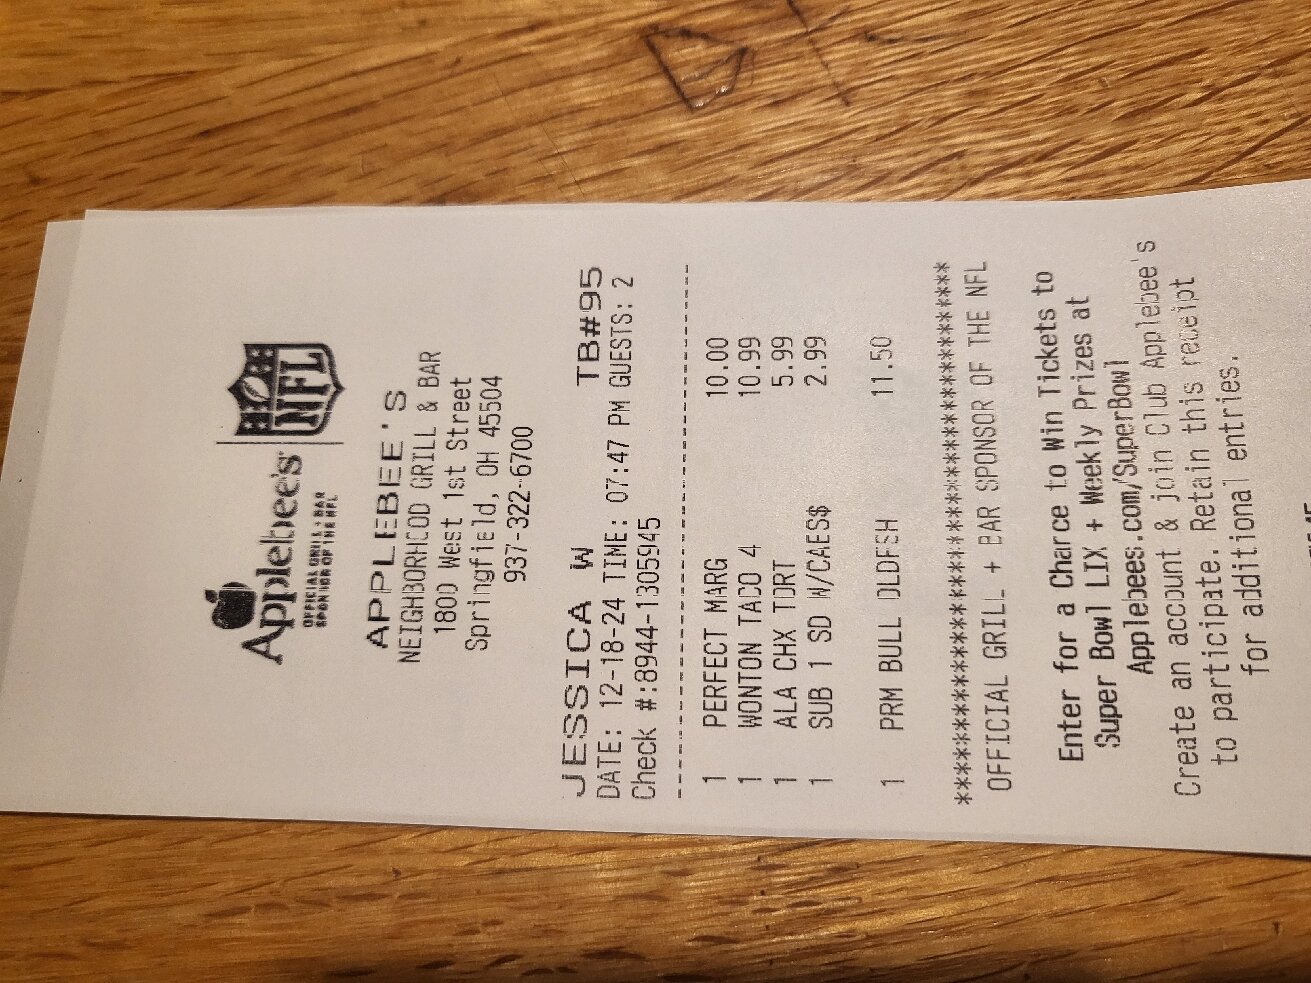 Applebee's NFL
OFFICIAL GRILL + BAR
SPONSOR OF THE NFL
APPLEBEE'S
NEIGHBORHOOD GRILL & BAR
1800 West 1st Street
Springfield, OH 45504
937-322-6700
JESSICA W TB#95
DATE: 12-18-24 TIME: 07:47 PM GUESTS: 2
Check #:8944-1305945
----------------------------------------
1 PERFECT MARG 10.00
1 WONTON TACO 4 10.99
1 ALA CHX TORT 5.99
1 SUB 1 SD W/CAES$ 2.99
1 PRM BULL OLDFSH 11.50
****************************************
OFFICIAL GRILL + BAR SPONSOR OF THE NFL
Enter for a Chance to Win Tickets to
Super Bowl LIX + Weekly Prizes at
Applebees.com/SuperBowl
Create an account & join Club Applebee's
to participate. Retain this receipt
for additional entries.